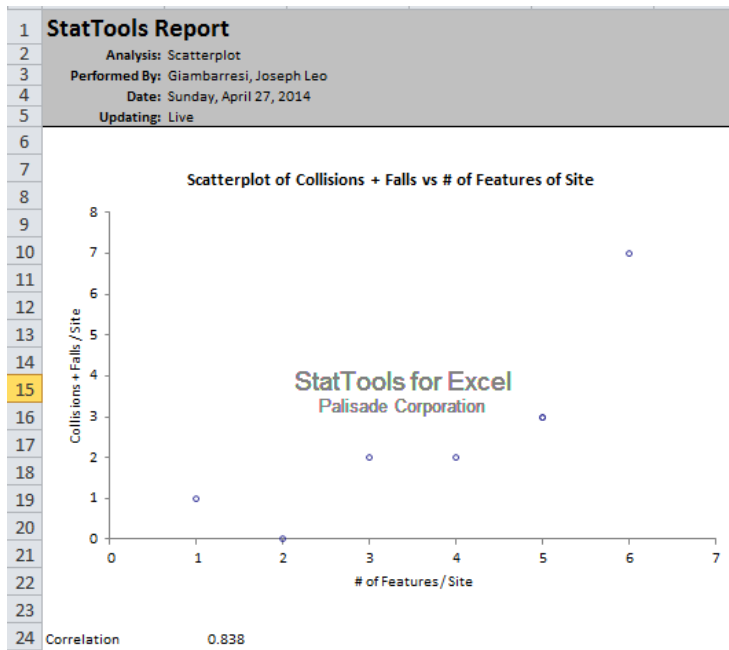 1 StatTools Report
2 Analysis: Scatterplot
3 Performed By: Giambarresi, Joseph Leo
4 Date: Sunday, April 27, 2014
5 Updating: Live
6
7
Scatterplot of Collisions + Falls vs # of Features of Site
8
9
10
11
12
13
14
15
16
17
18
19
20
21
22
23
8
7
6
5
4
3
2
1
0
Collisions + Falls / Site
StatTools for Excel
Palisade Corporation
0 1 2 3 4 5 6 7
# of Features / Site
24 Correlation 0.838